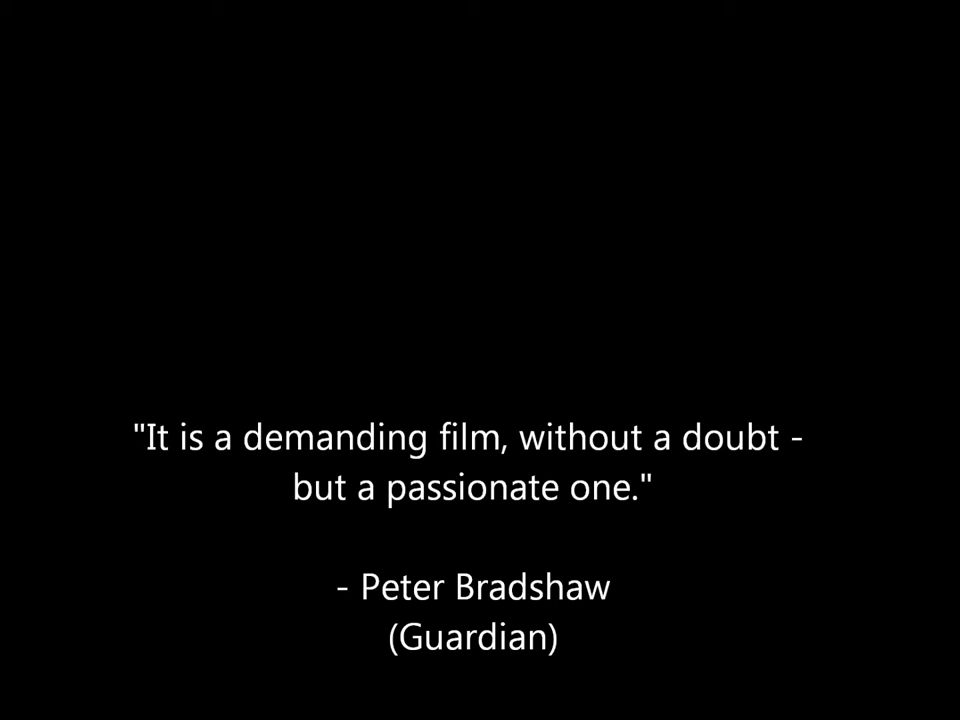 "It is a demanding film, without a doubt -
but a passionate one."
- Peter Bradshaw
(Guardian)